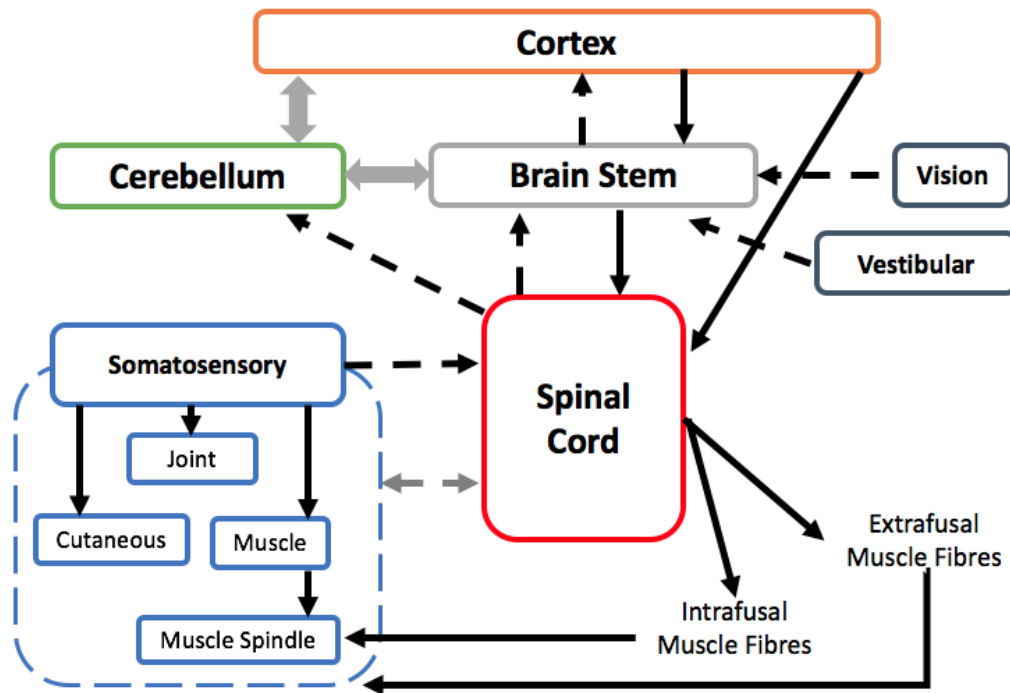 Cortex
Cerebellum
Brain Stem
Vision
Vestibular
Somatosensory
Spinal
Cord
Joint
Cutaneous
Muscle
Extrafusal
Muscle Fibres
Intrafusal
Muscle Fibres
Muscle Spindle